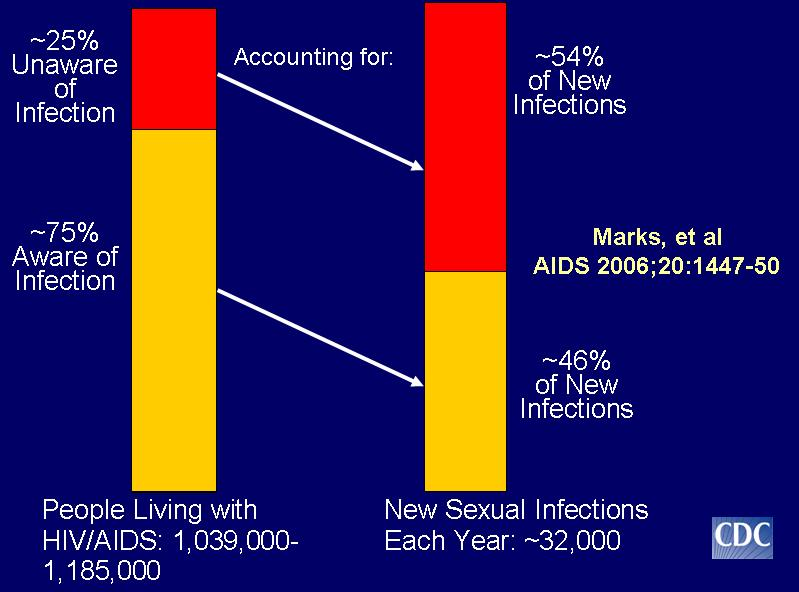 ~25%
Unaware
of
Infection
Accounting for:
~54%
of New
Infections
~75%
Aware of
Infection
Marks, et al
AIDS 2006;20:1447-50
~46%
of New
Infections
People Living with
HIV/AIDS: 1,039,000-
1,185,000
New Sexual Infections
Each Year: ~32,000
CDC